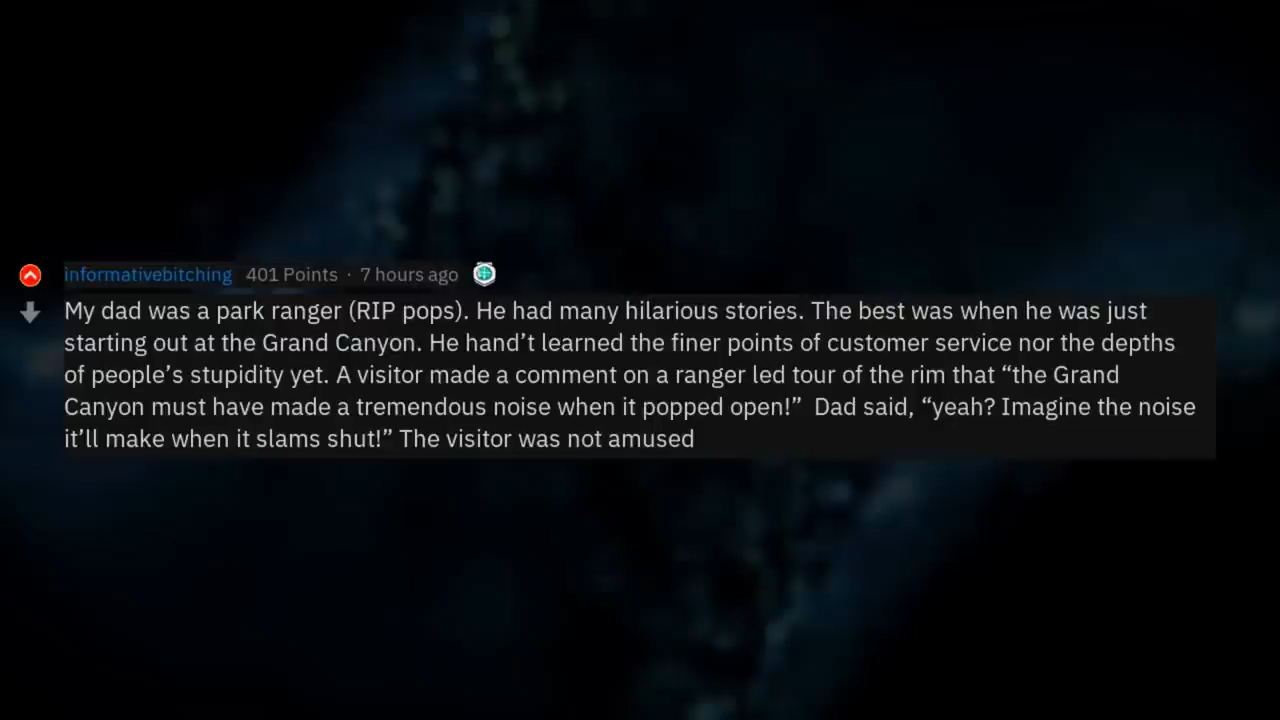 informativebitching 401 Points · 7 hours ago
My dad was a park ranger (RIP pops). He had many hilarious stories. The best was when he was just
starting out at the Grand Canyon. He hand’t learned the finer points of customer service nor the depths
of people’s stupidity yet. A visitor made a comment on a ranger led tour of the rim that “the Grand
Canyon must have made a tremendous noise when it popped open!”  Dad said, “yeah? Imagine the noise
it’ll make when it slams shut!” The visitor was not amused